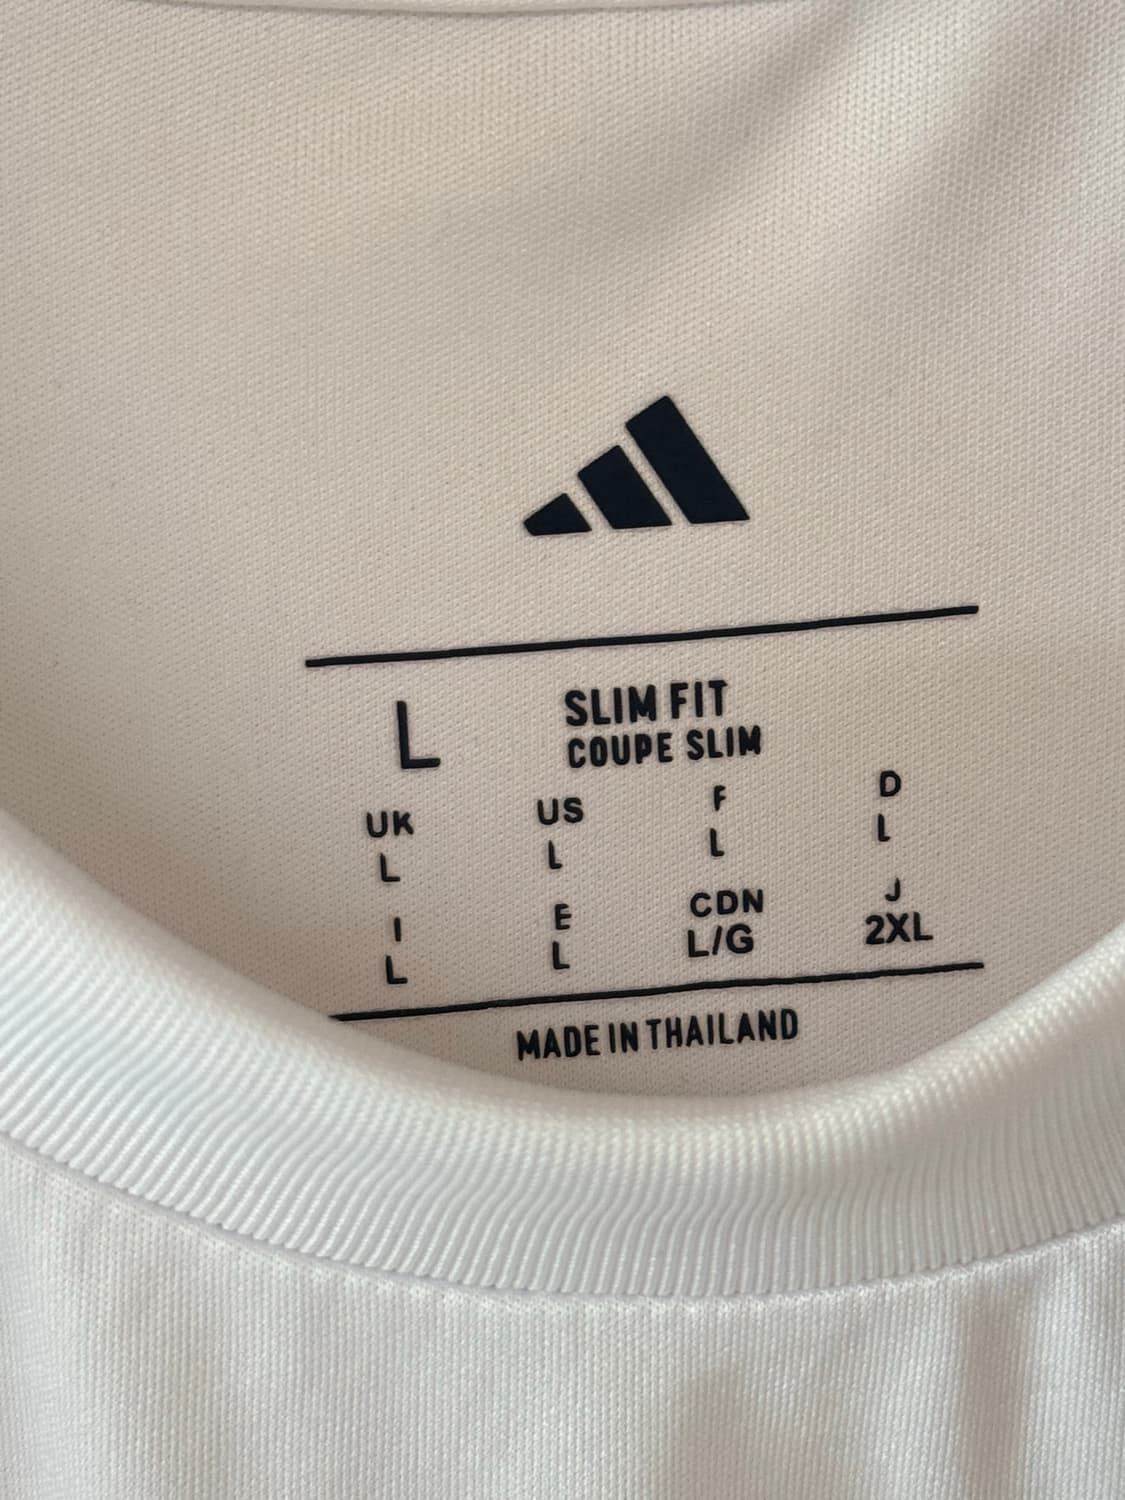 L SLIM FIT
COUPE SLIM
UK US F D
L L L L
I E CDN J
L L L/G 2XL
MADE IN THAILAND